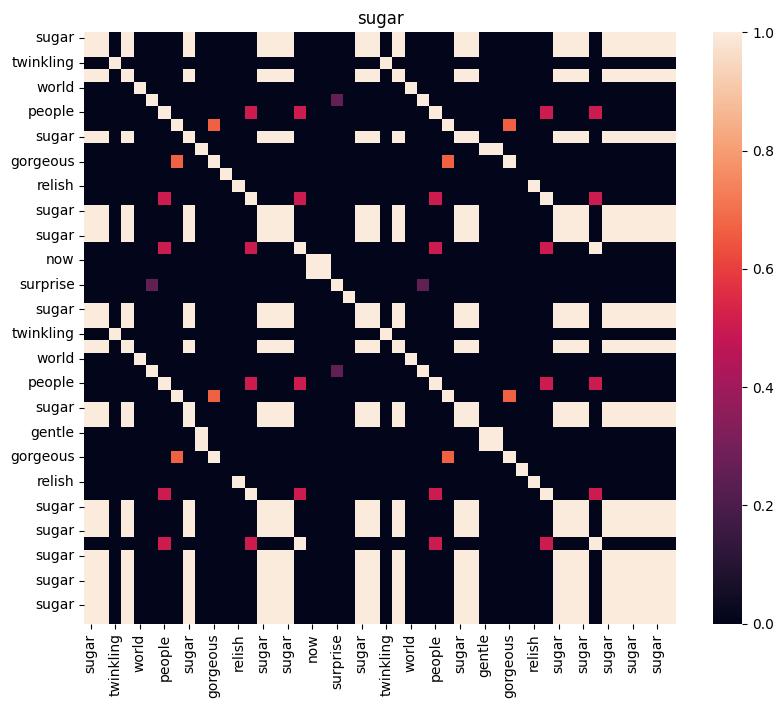 sugar
sugar
twinkling
world
people
sugar
gorgeous
relish
sugar
sugar
now
surprise
sugar
twinkling
world
people
sugar
gentle
gorgeous
relish
sugar
sugar
sugar
sugar
sugar
sugar
twinkling
world
people
sugar
gorgeous
relish
sugar
sugar
now
surprise
twinkling
world
people
sugar
gentle
gorgeous
relish
sugar
sugar
sugar
sugar
1.0
0.8
0.6
0.4
0.2
0.0